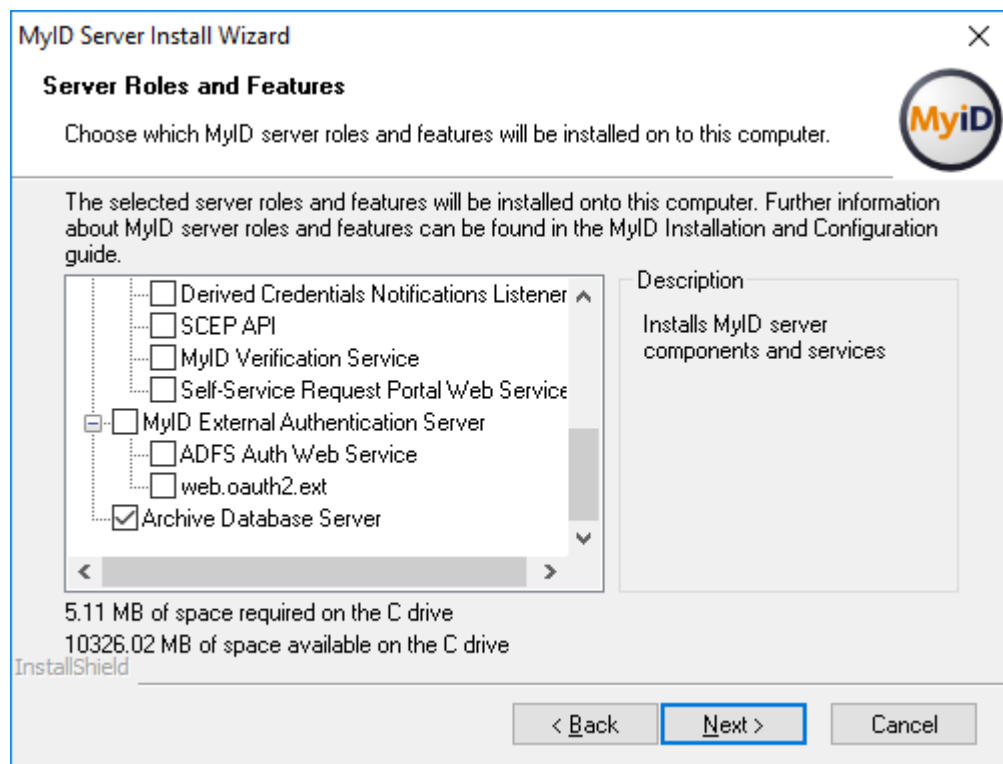 MyID Server Install Wizard
Server Roles and Features
Choose which MyID server roles and features will be installed on to this computer.
MyiD
The selected server roles and features will be installed onto this computer. Further information
about MyID server roles and features can be found in the MyID Installation and Configuration
guide.
Derived Credentials Notifications Listener
SCEP API
MyID Verification Service
Self-Service Request Portal Web Service
MyID External Authentication Server
ADFS Auth Web Service
web.oauth2.ext
Archive Database Server
Description
Installs MyID server
components and services
5.11 MB of space required on the C drive
10326.02 MB of space available on the C drive
InstallShield
< Back
Next >
Cancel